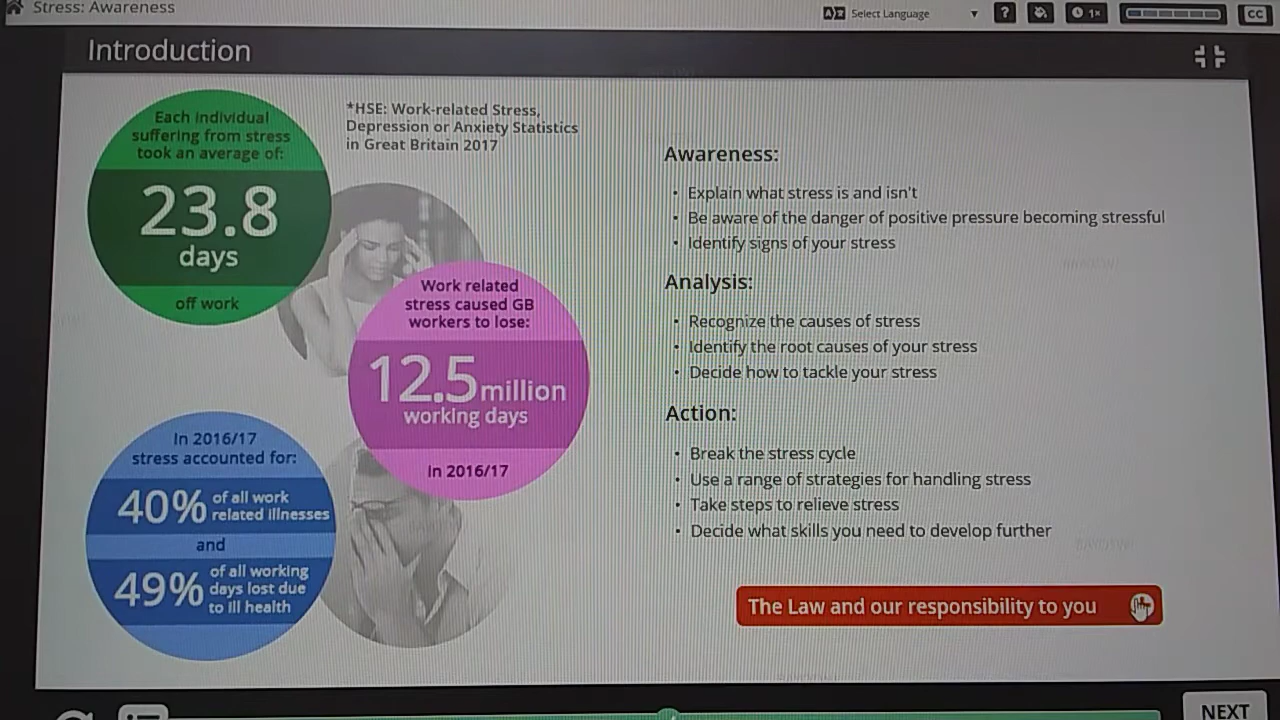 Stress: Awareness
Select Language
?
1x
CC
Introduction
Each individual
suffering from stress
took an average of:
23.8
days
off work
*HSE: Work-related Stress,
Depression or Anxiety Statistics
in Great Britain 2017
Work related
stress caused GB
workers to lose:
12.5 million
working days
In 2016/17
In 2016/17
stress accounted for:
40% of all work
related illnesses
and
49% of all working
days lost due
to ill health
Awareness:
• Explain what stress is and isn't
• Be aware of the danger of positive pressure becoming stressful
• Identify signs of your stress
Analysis:
• Recognize the causes of stress
• Identify the root causes of your stress
• Decide how to tackle your stress
Action:
• Break the stress cycle
• Use a range of strategies for handling stress
• Take steps to relieve stress
• Decide what skills you need to develop further
The Law and our responsibility to you
NEXT